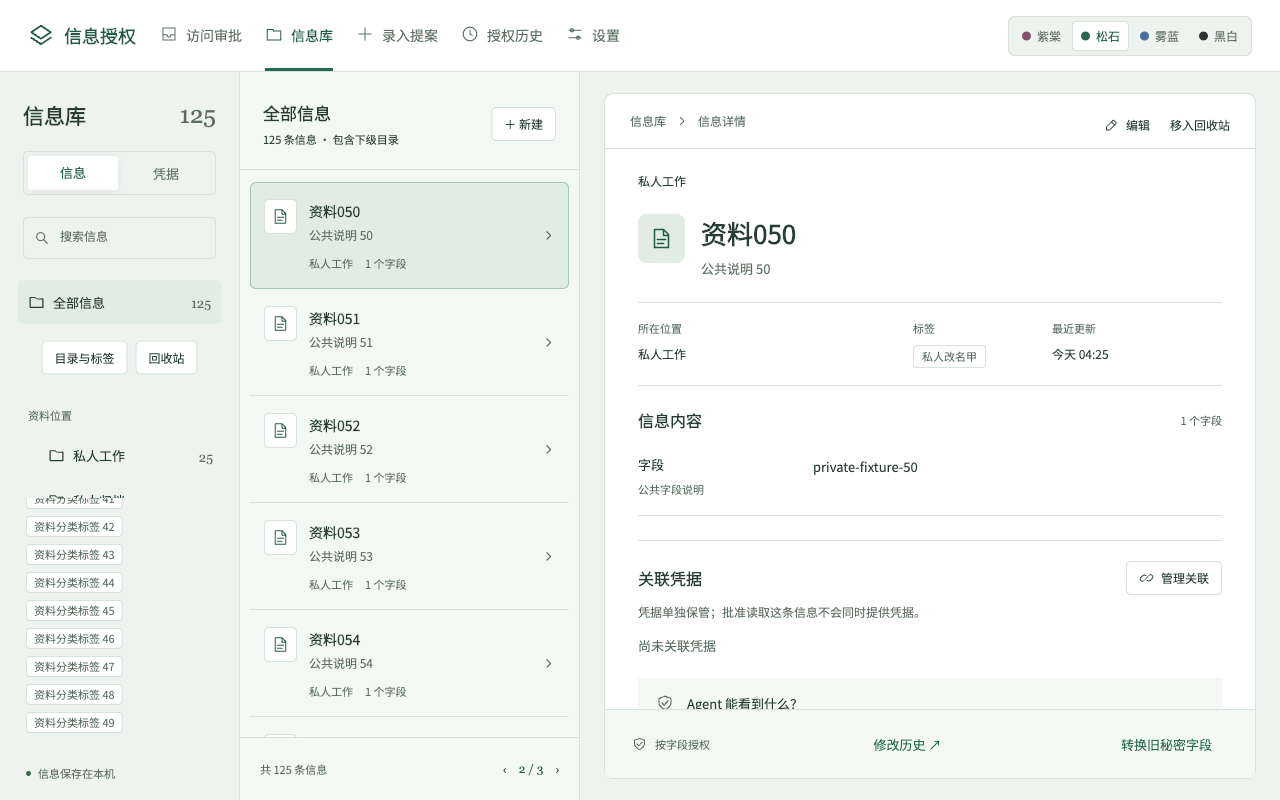 信息授权
访问审批
信息库
录入提案
授权历史
设置
紫棠
松石
雾蓝
黑白
信息库
125
信息
凭据
搜索信息
全部信息
125
目录与标签
回收站
资料位置
私人工作
25
资料分类标签 41
资料分类标签 42
资料分类标签 43
资料分类标签 44
资料分类标签 45
资料分类标签 46
资料分类标签 47
资料分类标签 48
资料分类标签 49
信息保存在本机
全部信息
125 条信息 · 包含下级目录
+ 新建
资料050
公共说明 50
私人工作 1 个字段
资料051
公共说明 51
私人工作 1 个字段
资料052
公共说明 52
私人工作 1 个字段
资料053
公共说明 53
私人工作 1 个字段
资料054
公共说明 54
私人工作 1 个字段
共 125 条信息
‹ 2 / 3 ›
信息库 > 信息详情
编辑
移入回收站
私人工作
资料050
公共说明 50
所在位置
私人工作
标签
私人改名甲
最近更新
今天 04:25
信息内容
1 个字段
字段
公共字段说明
private-fixture-50
关联凭据
管理关联
凭据单独保管；批准读取这条信息不会同时提供凭据。
尚未关联凭据
Agent 能看到什么？
按字段授权
修改历史 ↗
转换旧秘密字段